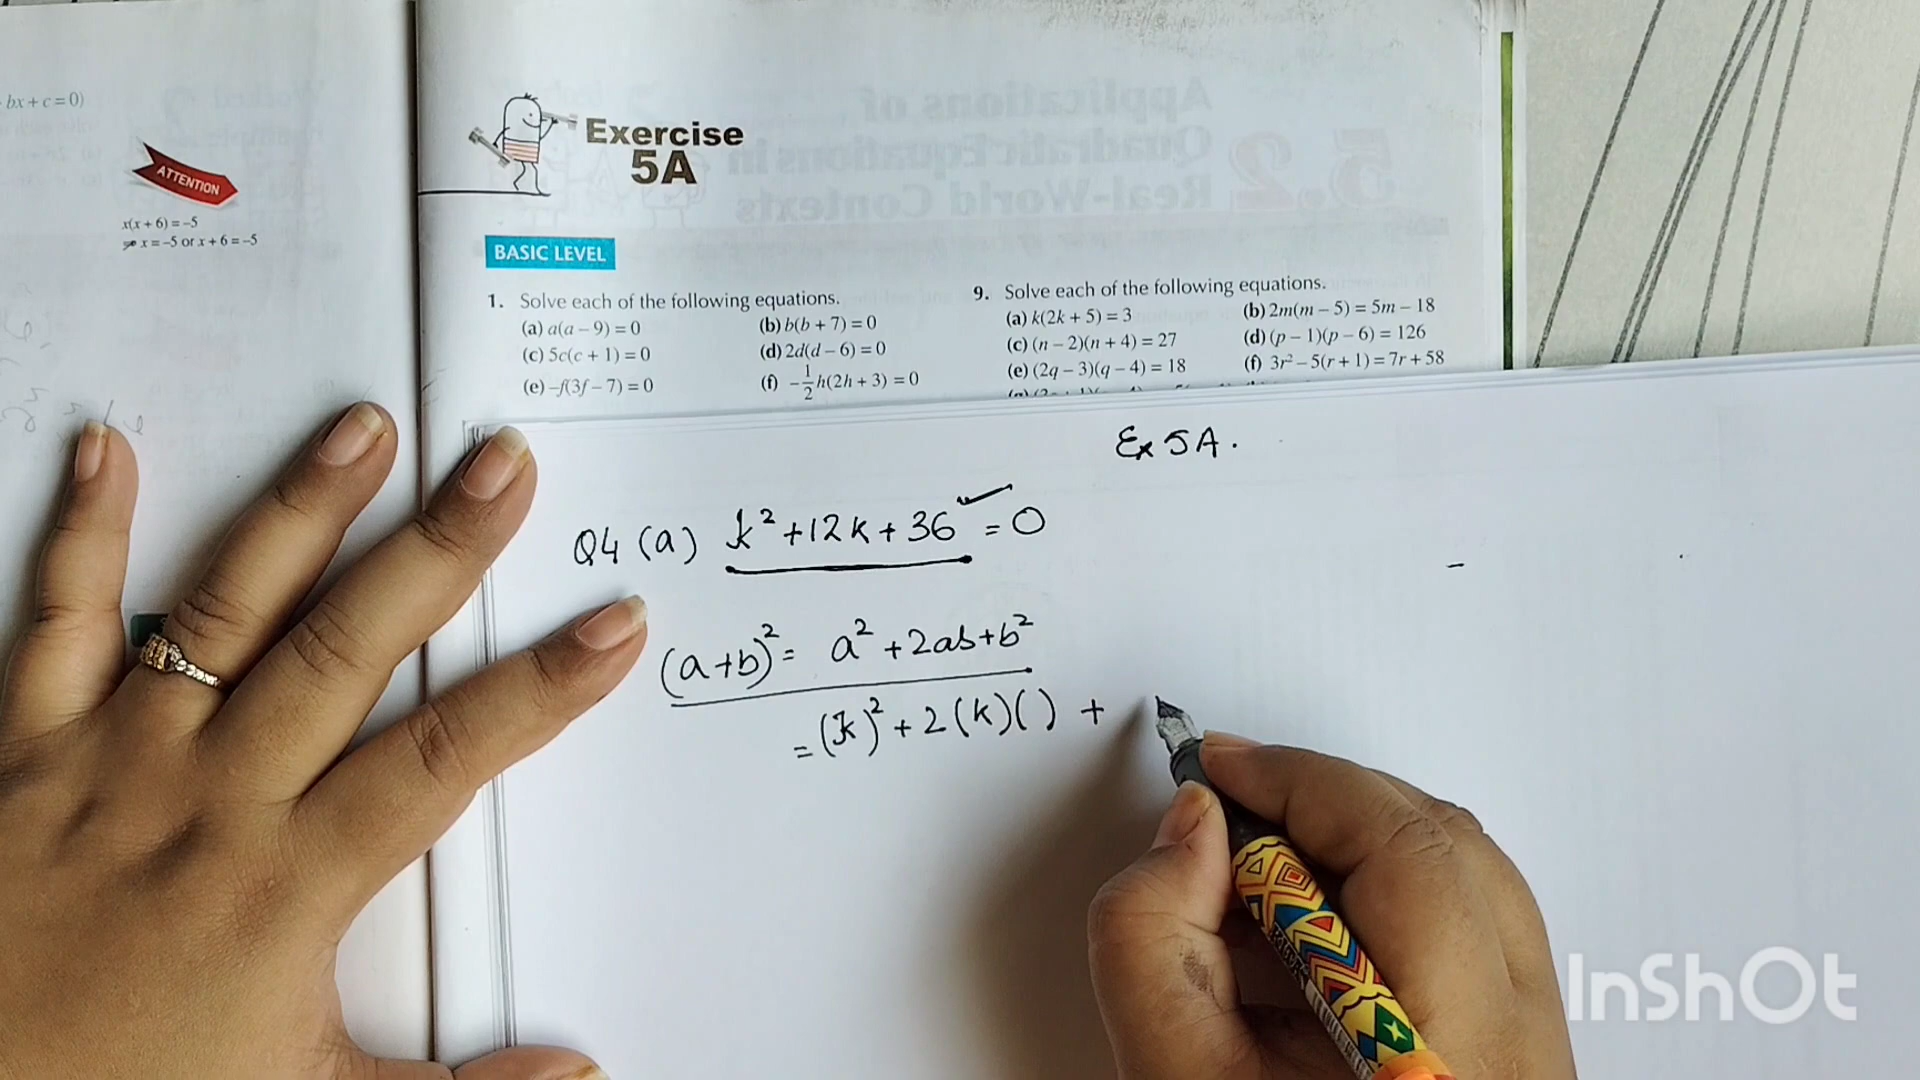 bx + c = 0)
ATTENTION
x(x + 6) = –5
x = –5 or x + 6 = –5
Exercise
5A
BASIC LEVEL
1. Solve each of the following equations.
(a) a(a – 9) = 0
(b) b(b + 7) = 0
(c) 5c(c + 1) = 0
(d) 2d(d – 6) = 0
(e) –f(3f – 7) = 0
(f) –1/2h(2h + 3) = 0
9. Solve each of the following equations.
(a) k(2k + 5) = 3
(b) 2m(m – 5) = 5m – 18
(c) (n – 2)(n + 4) = 27
(d) (p – 1)(p – 6) = 126
(e) (2q – 3)(q – 4) = 18
(f) 3r² – 5(r + 1) = 7r + 58
Ex 5A.
Q4 (a) k² + 12k + 36 = 0
(a+b)² = a² + 2ab + b²
= (k)² + 2(k)( ) +
InShOt